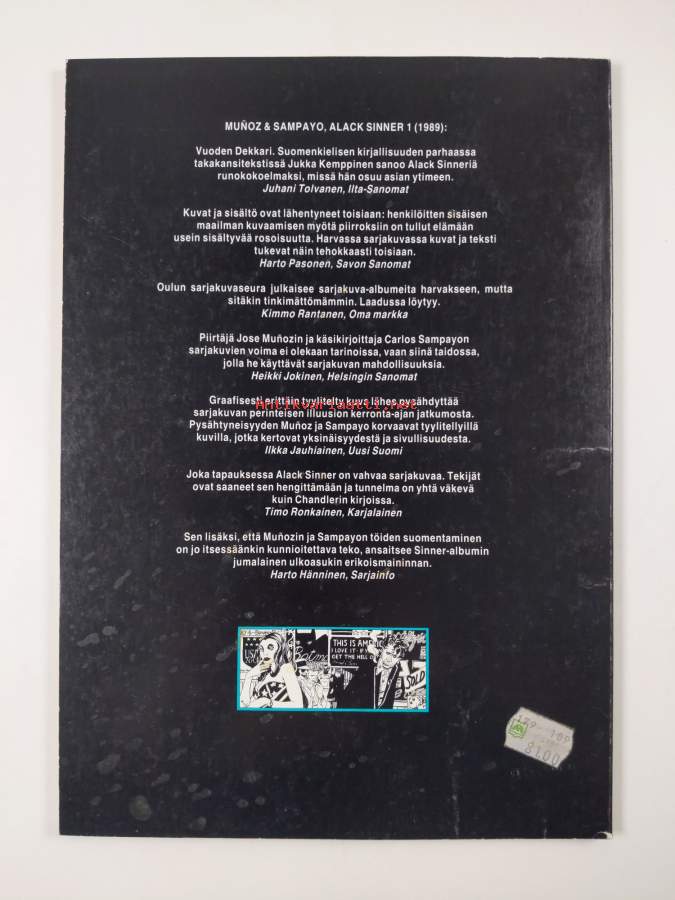 MUÑOZ & SAMPAYO, ALACK SINNER 1 (1989):
Vuoden Dekkari. Suomenkielisen kirjallisuuden parhaassa
takakansitekstissä Jukka Kemppinen sanoo Alack Sinneriä
runokokoelmaksi, missä hän osuu asian ytimeen.
Juhani Tolvanen, Ilta-Sanomat
Kuvat ja sisältö ovat lähentyneet toisiaan: henkilöitten sisäisen
maailman kuvaamisen myötä piirroksiin on tullut elämään
usein sisältyvää rosoisuutta. Harvassa sarjakuvassa kuvat ja teksti
tukevat näin tehokkaasti toisiaan.
Harto Pasonen, Savon Sanomat
Oulun sarjakuvaseura julkaisee sarjakuva-albumeita harvakseen, mutta
sitäkin tinkimättömämmin. Laadussa löytyy.
Kimmo Rantanen, Oma markka
Piirtäjä Jose Muñozin ja käsikirjoittaja Carlos Sampayon
sarjakuvien voima ei olekaan tarinoissa, vaan siinä taidossa,
jolla he käyttävät sarjakuvan mahdollisuuksia.
Heikki Jokinen, Helsingin Sanomat
Graafisesti erittäin tyylitelty kuva lähes pysähdyttää
Antikvariaatti.net
sarjakuvan perinteisen illuusion kerronta-ajan jatkumosta.
Pysähtyneisyyden Muñoz ja Sampayo korvaavat tyylitellyillä
kuvilla, jotka kertovat yksinäisyydestä ja sivullisuudesta.
Ilkka Jauhiainen, Uusi Suomi
Joka tapauksessa Alack Sinner on vahvaa sarjakuvaa. Tekijät
ovat saaneet sen hengittämään ja tunnelma on yhtä väkevä
kuin Chandlerin kirjoissa.
Timo Ronkainen, Karjalainen
Sen lisäksi, että Muñozin ja Sampayon töiden suomentaminen
on jo itsessäänkin kunnioitettava teko, ansaitsee Sinner-albumin
jumalainen ulkoasukin erikoismaininnan.
Harto Hänninen, Sarjainfo
THIS IS AME
I LOVE IT
GET THE HELL O
SOLD
8100